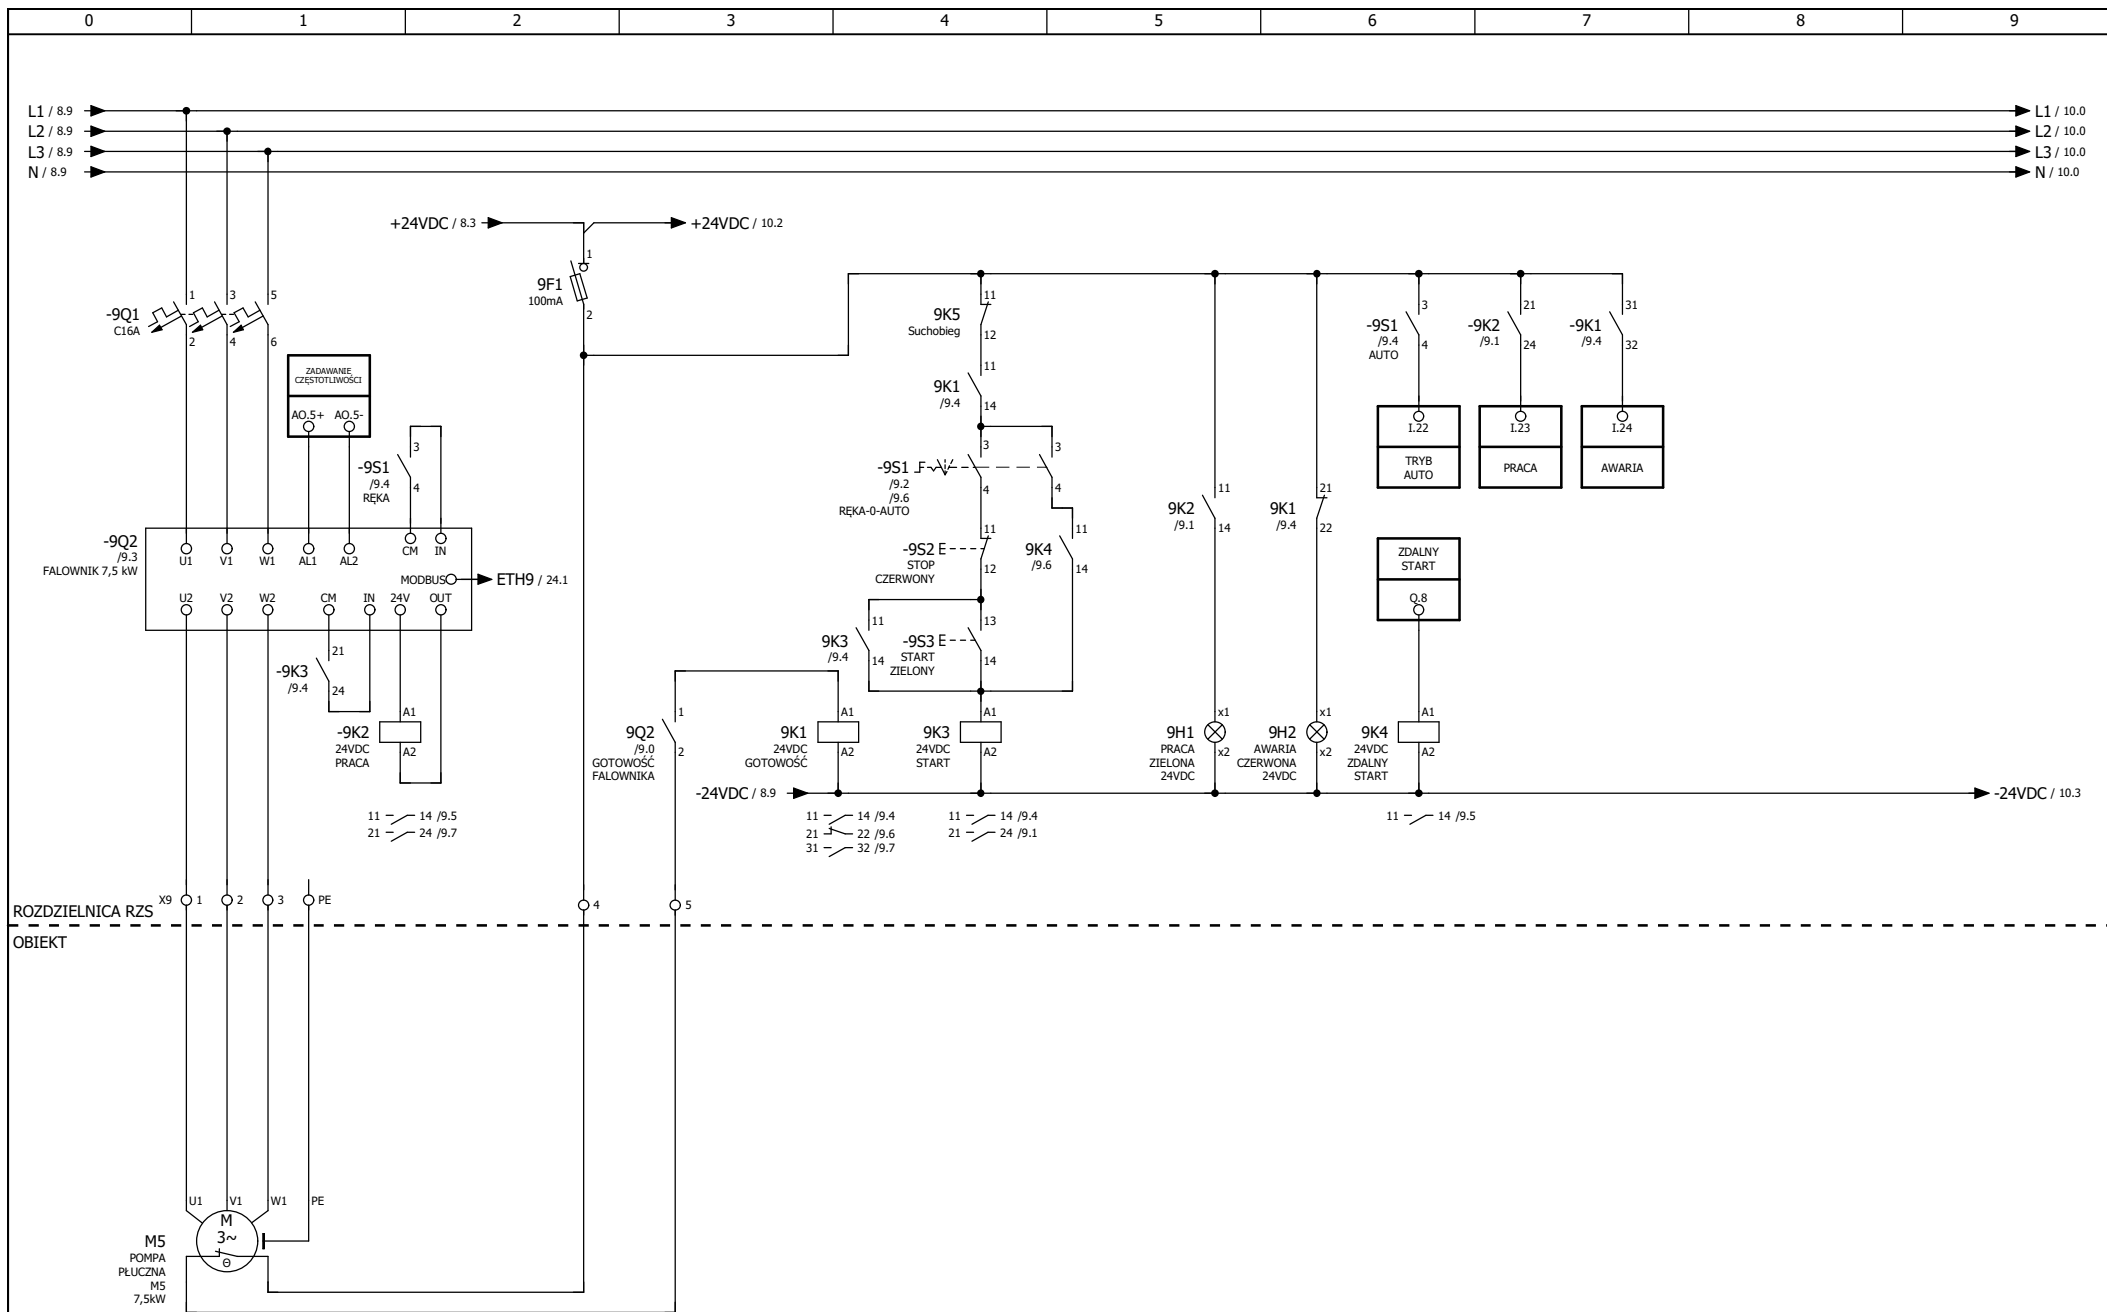 0 1 2 3 4 5 6 7 8 9
L1 / 8.9 L1 / 10.0
L2 / 8.9 L2 / 10.0
L3 / 8.9 L3 / 10.0
N / 8.9 N / 10.0
+24VDC / 8.3 +24VDC / 10.2
-9Q1
C16A
1 3 5
2 4 6
9F1
100mA
1
2
ZADAWANIE
CZĘSTOTLIWOŚCI
AO.5+ AO.5-
-9S1
/9.4
RĘKA
3
4
-9Q2
/9.3
FALOWNIK 7,5 kW
U1 V1 W1 AL1 AL2 CM IN
MODBUS ETH9 / 24.1
U2 V2 W2 CM IN 24V OUT
-9K3
/9.4
21
24
-9K2
24VDC
PRACA
A1
A2
11 14 /9.5
21 24 /9.7
9Q2
/9.0
GOTOWOŚĆ
FALOWNIKA
1
2
9K1
24VDC
GOTOWOŚĆ
A1
A2
9K5
Suchobieg
11
12
9K1
/9.4
11
14
-9S1
/9.2
/9.6
RĘKA-0-AUTO
3 3
4 4
-9S2 E
STOP
CZERWONY
11
12
9K4
/9.6
11
14
9K3
/9.4
11
14
-9S3 E
START
ZIELONY
13
14
9K3
24VDC
START
A1
A2
-24VDC / 8.9 -24VDC / 10.3
11 14 /9.4
21 22 /9.6
31 32 /9.7
11 14 /9.4
21 24 /9.1
9K2
/9.1
11
14
9K1
/9.4
21
22
9H1
PRACA
ZIELONA
24VDC
x1
x2
9H2
AWARIA
CZERWONA
24VDC
x1
x2
-9S1
/9.4
AUTO
3
4
-9K2
/9.1
21
24
-9K1
/9.4
31
32
I.22 I.23 I.24
TRYB
AUTO
PRACA
AWARIA
ZDALNY
START
Q.8
9K4
24VDC
ZDALNY
START
A1
A2
11 14 /9.5
X9 1 2 3 PE 4 5
ROZDZIELNICA RZS
OBIEKT
U1 V1 W1 PE
M
3~
Θ
M5
POMPA
PŁUCZNA
M5
7,5kW